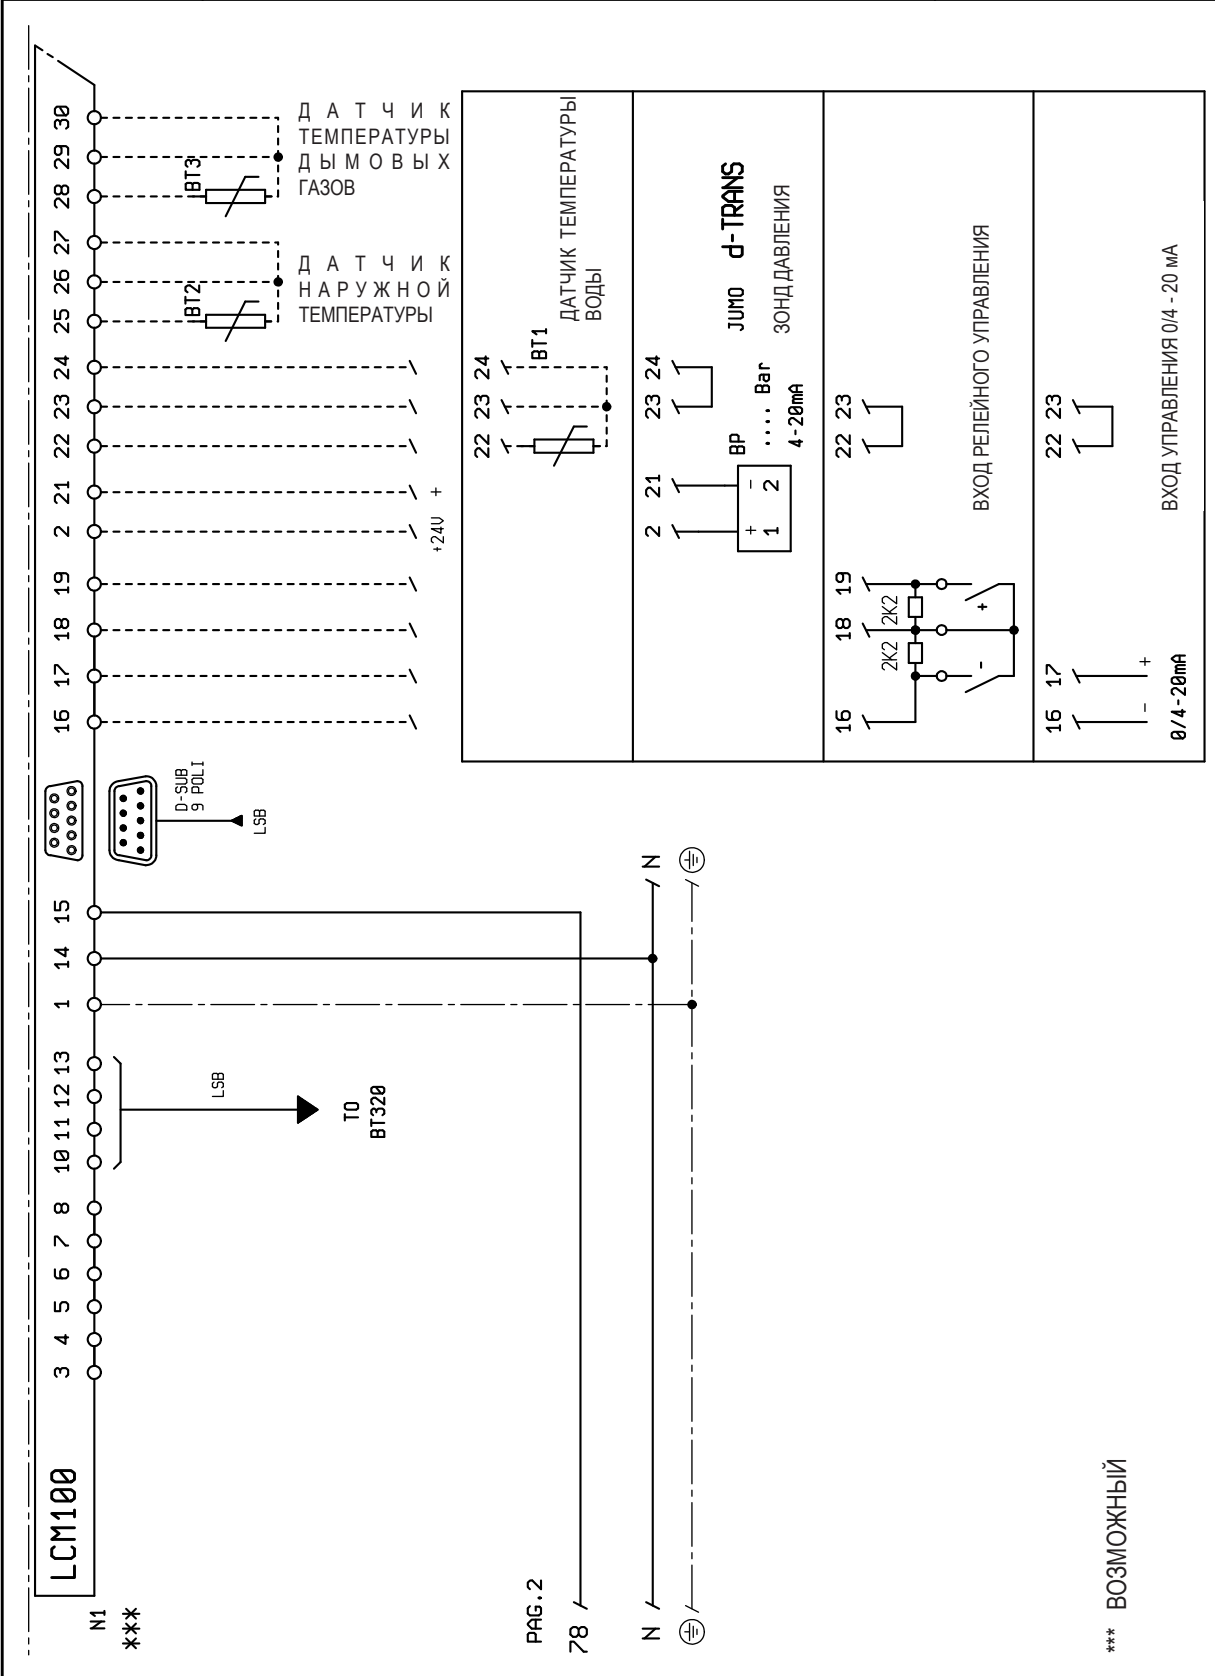 LCM100
N1
***
3 4 5 6 7 8 10 11 12 13 1 14 15 16 17 18 19 2 21 22 23 24 25 26 27 28 29 30
LSB
TO
BT320
D-SUB
9 POLI
LSB
+24V +
BT2
ДАТЧИК
НАРУЖНОЙ
ТЕМПЕРАТУРЫ
BT3
ДАТЧИК
ТЕМПЕРАТУРЫ
ДЫМОВЫХ
ГАЗОВ
PAG.2
78
N
N
22 23 24
BT1
ДАТЧИК ТЕМПЕРАТУРЫ
ВОДЫ
2 21 23 24
+ -
1 2
BP
.... Bar
4-20mA
JUMO d-TRANS
ЗОНД ДАВЛЕНИЯ
16 18 19 22 23
2K2 2K2
- +
ВХОД РЕЛЕЙНОГО УПРАВЛЕНИЯ
16 17 22 23
- +
0/4-20mA
ВХОД УПРАВЛЕНИЯ 0/4 - 20 мА
*** ВОЗМОЖНЫЙ